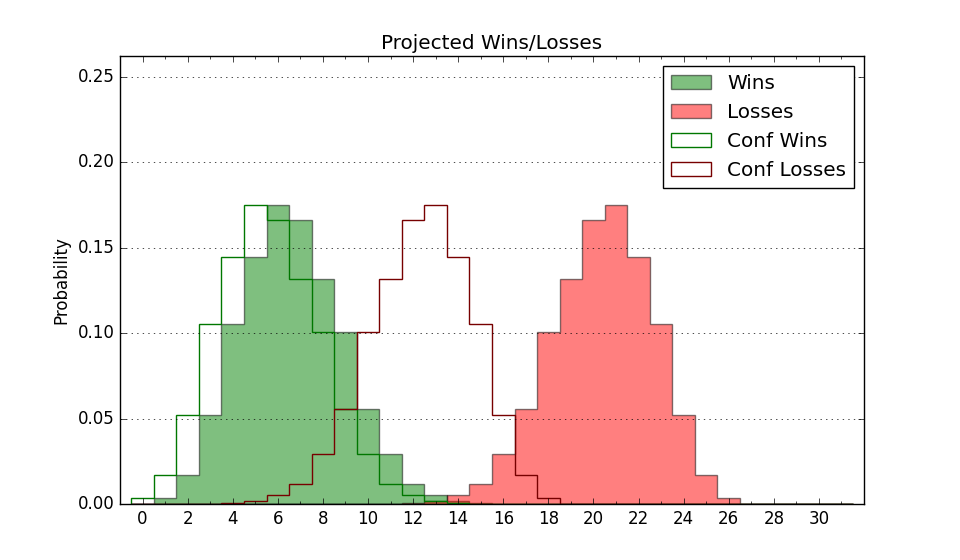 Projected Wins/Losses
0.25
0.20
0.15
0.10
0.05
0.00
Probability
Wins
Losses
Conf Wins
Conf Losses
0 2 4 6 8 10 12 14 16 18 20 22 24 26 28 30